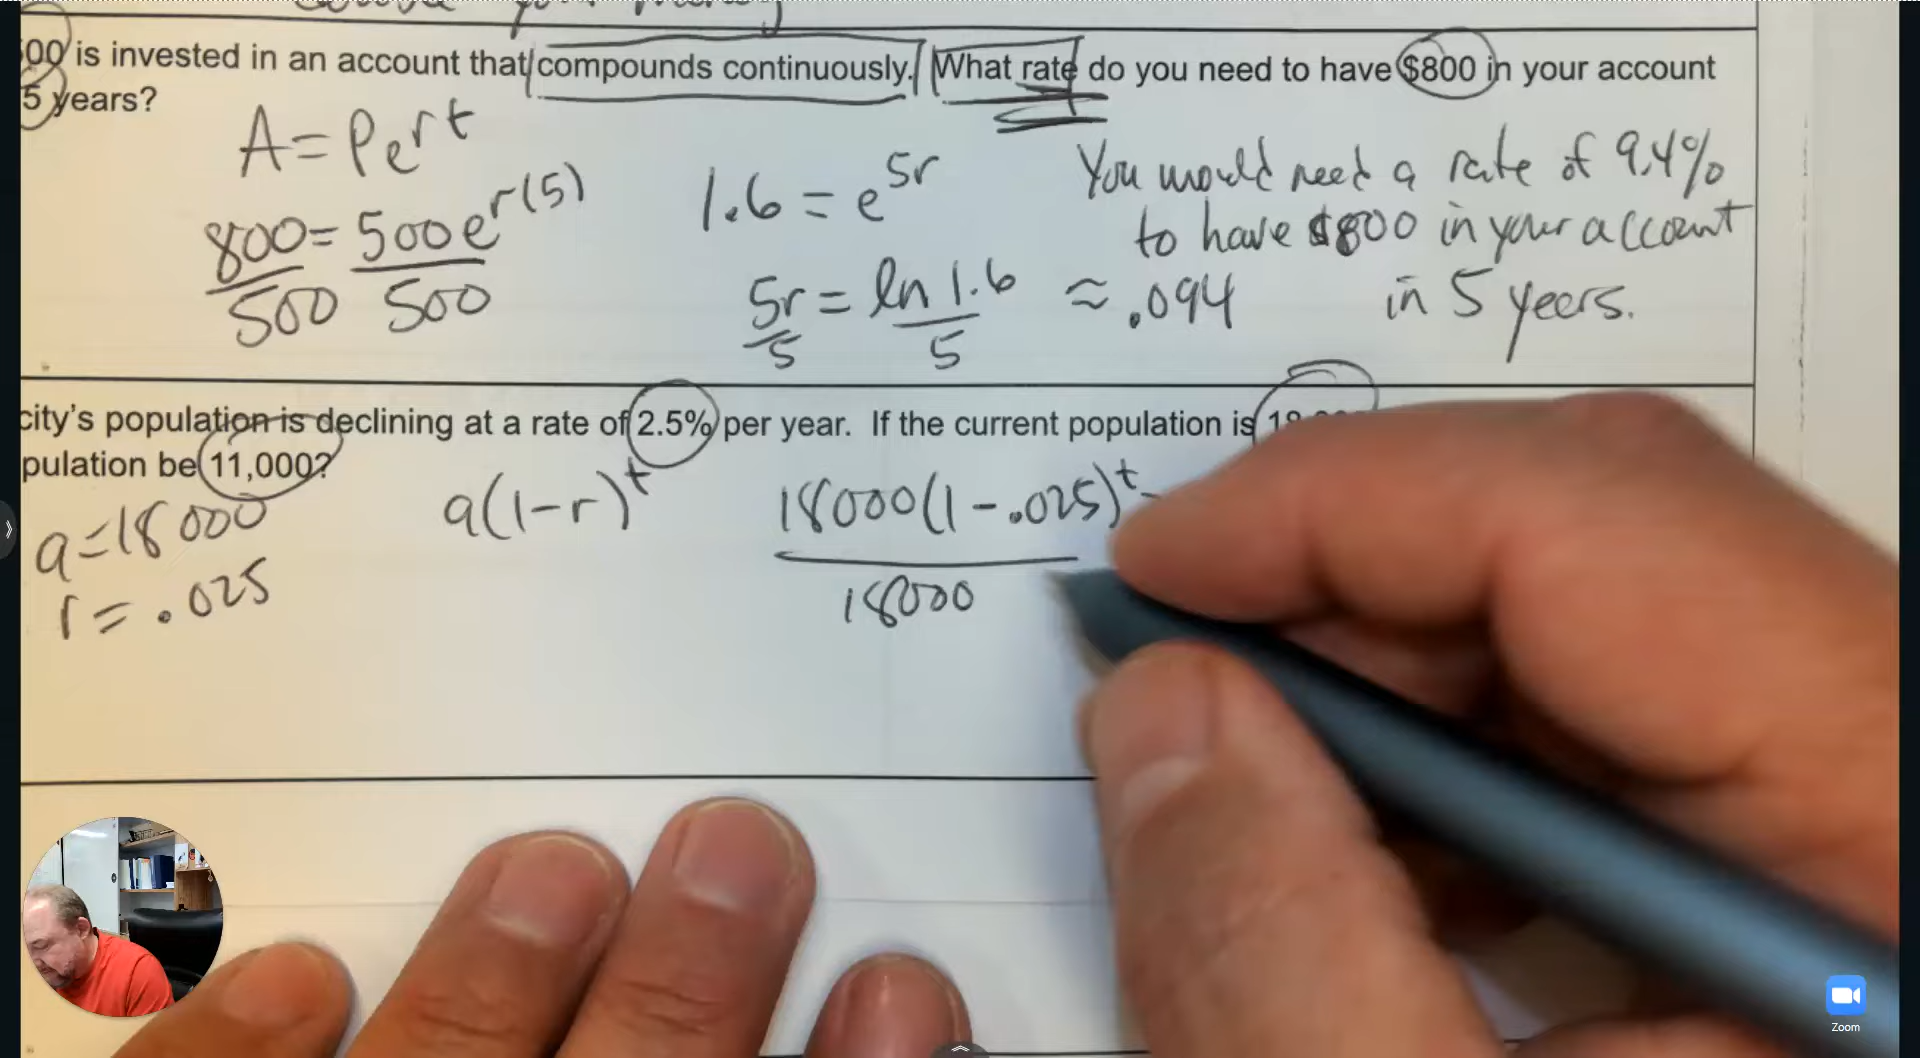 00 is invested in an account that compounds continuously. What rate do you need to have $800 in your account
5 years?
A = Pe^rt
800 = 500e^r(5)
500 500
1.6 = e^5r
5r = ln 1.6 ≈ .094
5 5
You would need a rate of 9.4%
to have $800 in your account
in 5 years.
city's population is declining at a rate of 2.5% per year. If the current population is
pulation be 11,000?
a = 18000
r = .025
a(1-r)^t
18000(1-.025)^t
18000
Zoom